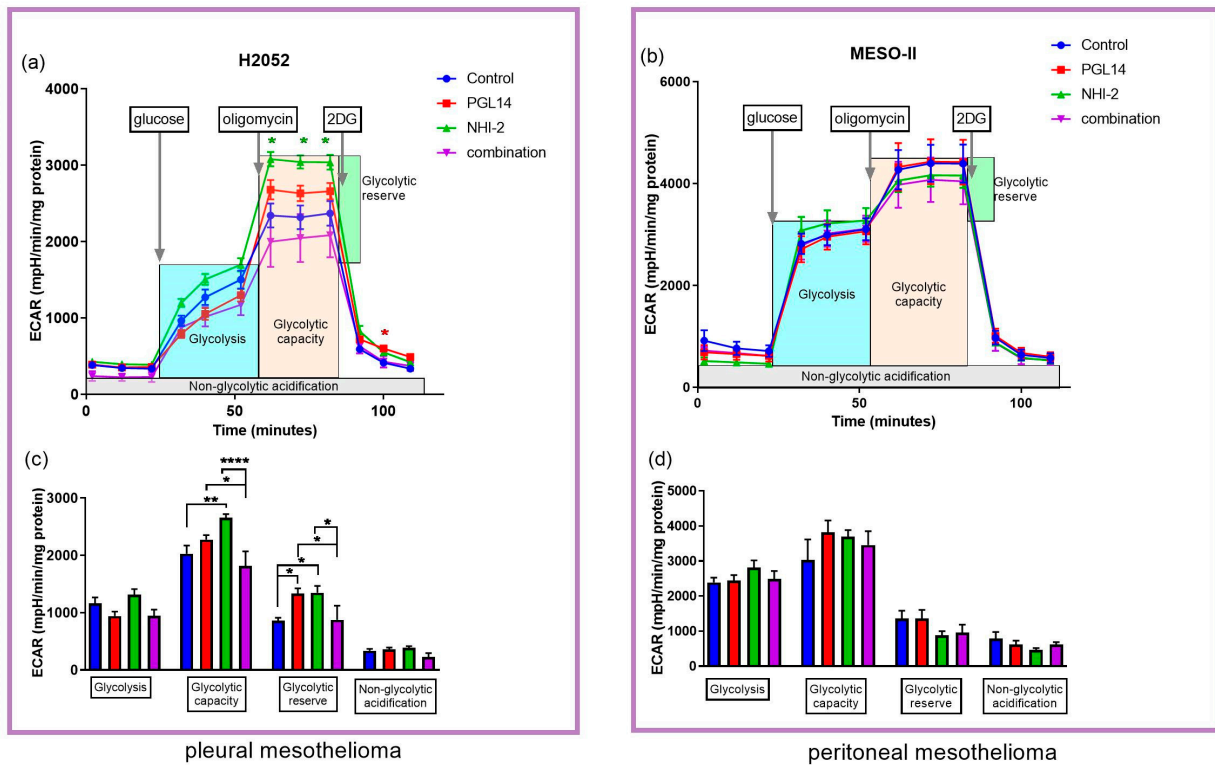 (a)
H2052
Control
PGL14
NHI-2
combination
4000
3000
2000
1000
0
ECAR (mpH/min/mg protein)
glucose
oligomycin
2DG
*
*
*
Glycolytic
reserve
Glycolysis
Glycolytic
capacity
*
Non-glycolytic acidification
0
50
100
Time (minutes)
(b)
MESO-II
Control
PGL14
NHI-2
combination
6000
4000
2000
0
ECAR (mpH/min/mg protein)
glucose
oligomycin
2DG
Glycolytic
reserve
Glycolysis
Glycolytic
capacity
Non-glycolytic acidification
0
50
100
Time (minutes)
(c)
3000
2000
1000
0
ECAR (mpH/min/mg protein)
****
*
**
*
*
*
*
Glycolysis
Glycolytic
capacity
Glycolytic
reserve
Non-glycolytic
acidification
pleural mesothelioma
(d)
5000
4000
3000
2000
1000
0
ECAR (mpH/min/mg protein)
Glycolysis
Glycolytic
capacity
Glycolytic
reserve
Non-glycolytic
acidification
peritoneal mesothelioma